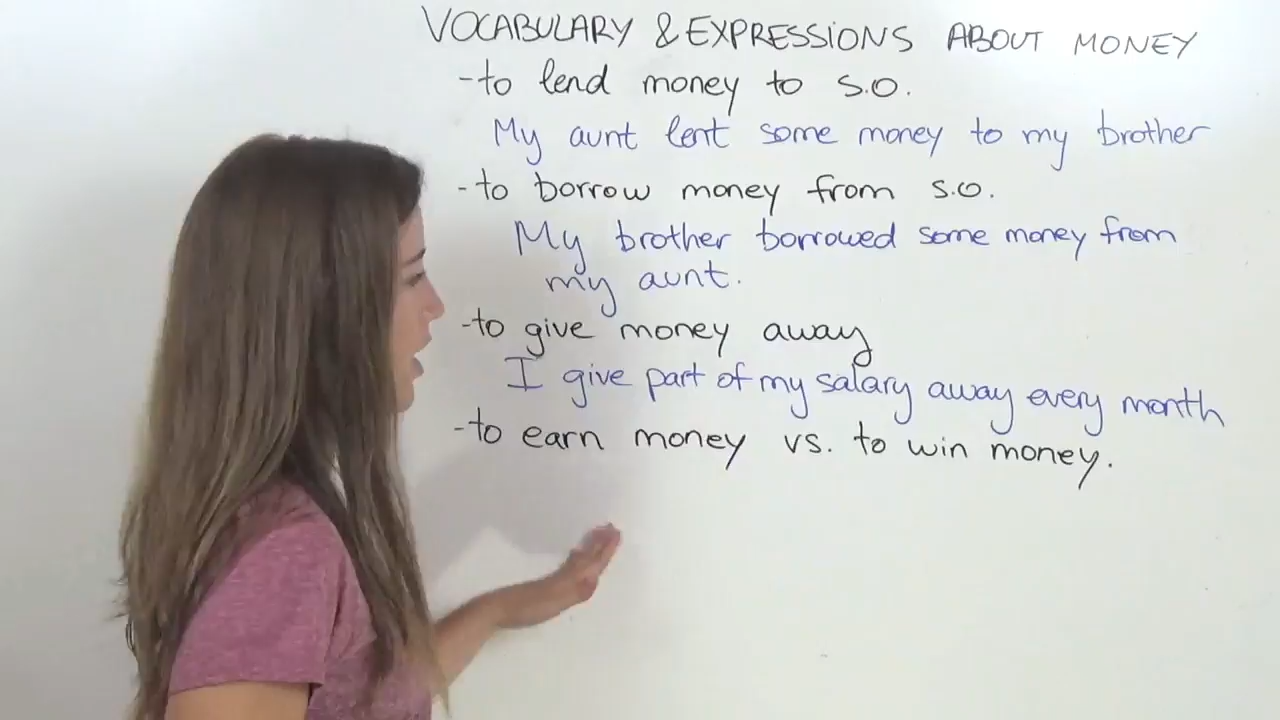 VOCABULARY & EXPRESSIONS ABOUT MONEY
-to lend money to s.o.
My aunt lent some money to my brother
-to borrow money from s.o.
My brother borrowed some money from
my aunt.
-to give money away
I give part of my salary away every month
-to earn money vs. to win money.